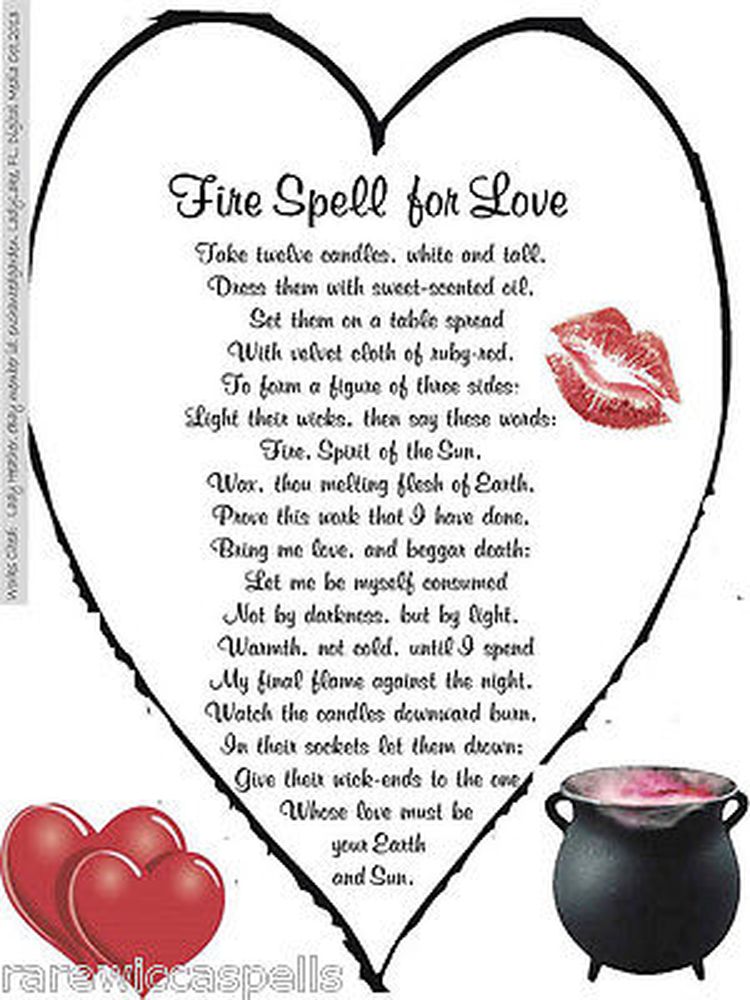 Fire Spell for Love
Take twelve candles, white and tall.
Dress them with sweet-scented oil.
Set them on a table spread
With velvet cloth of ruby-red.
To form a figure of three sides:
Light their wicks, then say these words:
Fire, Spirit of the Sun,
Wax, thou melting flesh of Earth,
Prove this work that I have done,
Bring me love, and beggar death:
Let me be myself consumed
Not by darkness, but by light,
Warmth, not cold, until I spend
My final flame against the night,
Watch the candles downward burn,
In their sockets let them drown:
Give their wick-ends to the one
Whose love must be
your Earth
and Sun.
rarewiccaspells
Digital Media Oct 2013